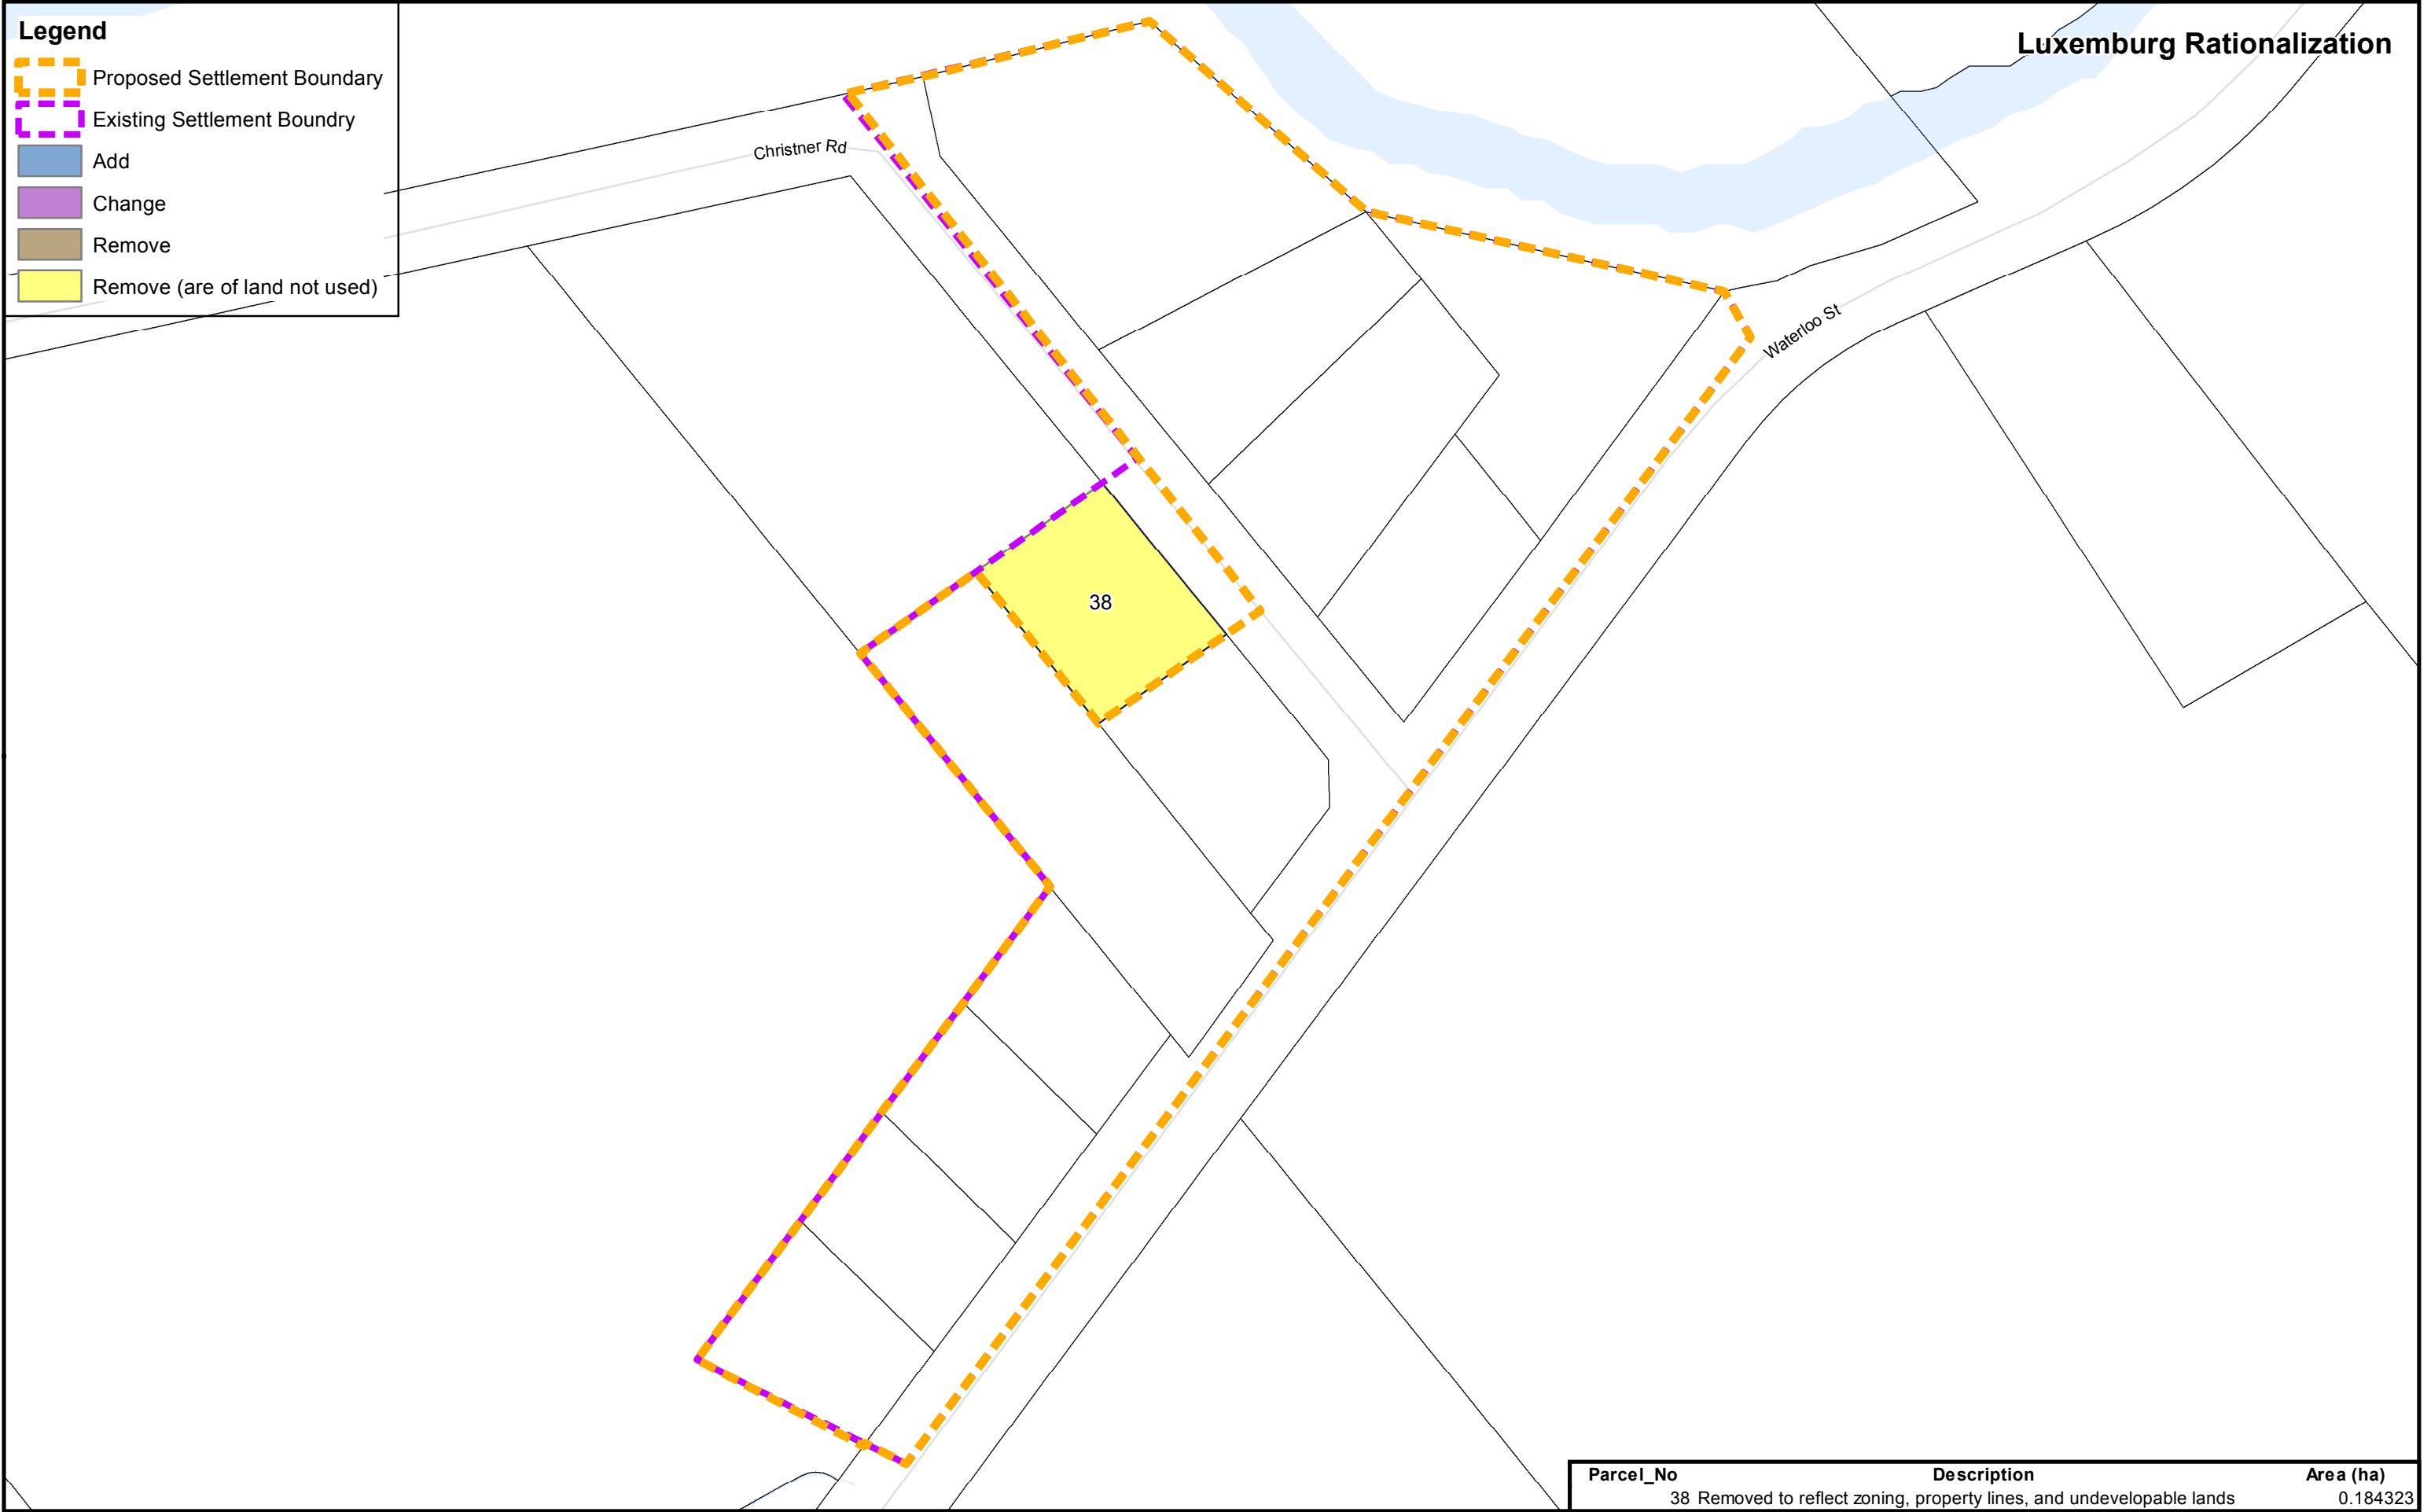 Legend
Proposed Settlement Boundary
Existing Settlement Boundry
Add
Change
Remove
Remove (are of land not used)
Luxemburg Rationalization
Christner Rd
Waterloo St
38
Parcel_No Description Area (ha)
38 Removed to reflect zoning, property lines, and undevelopable lands 0.184323